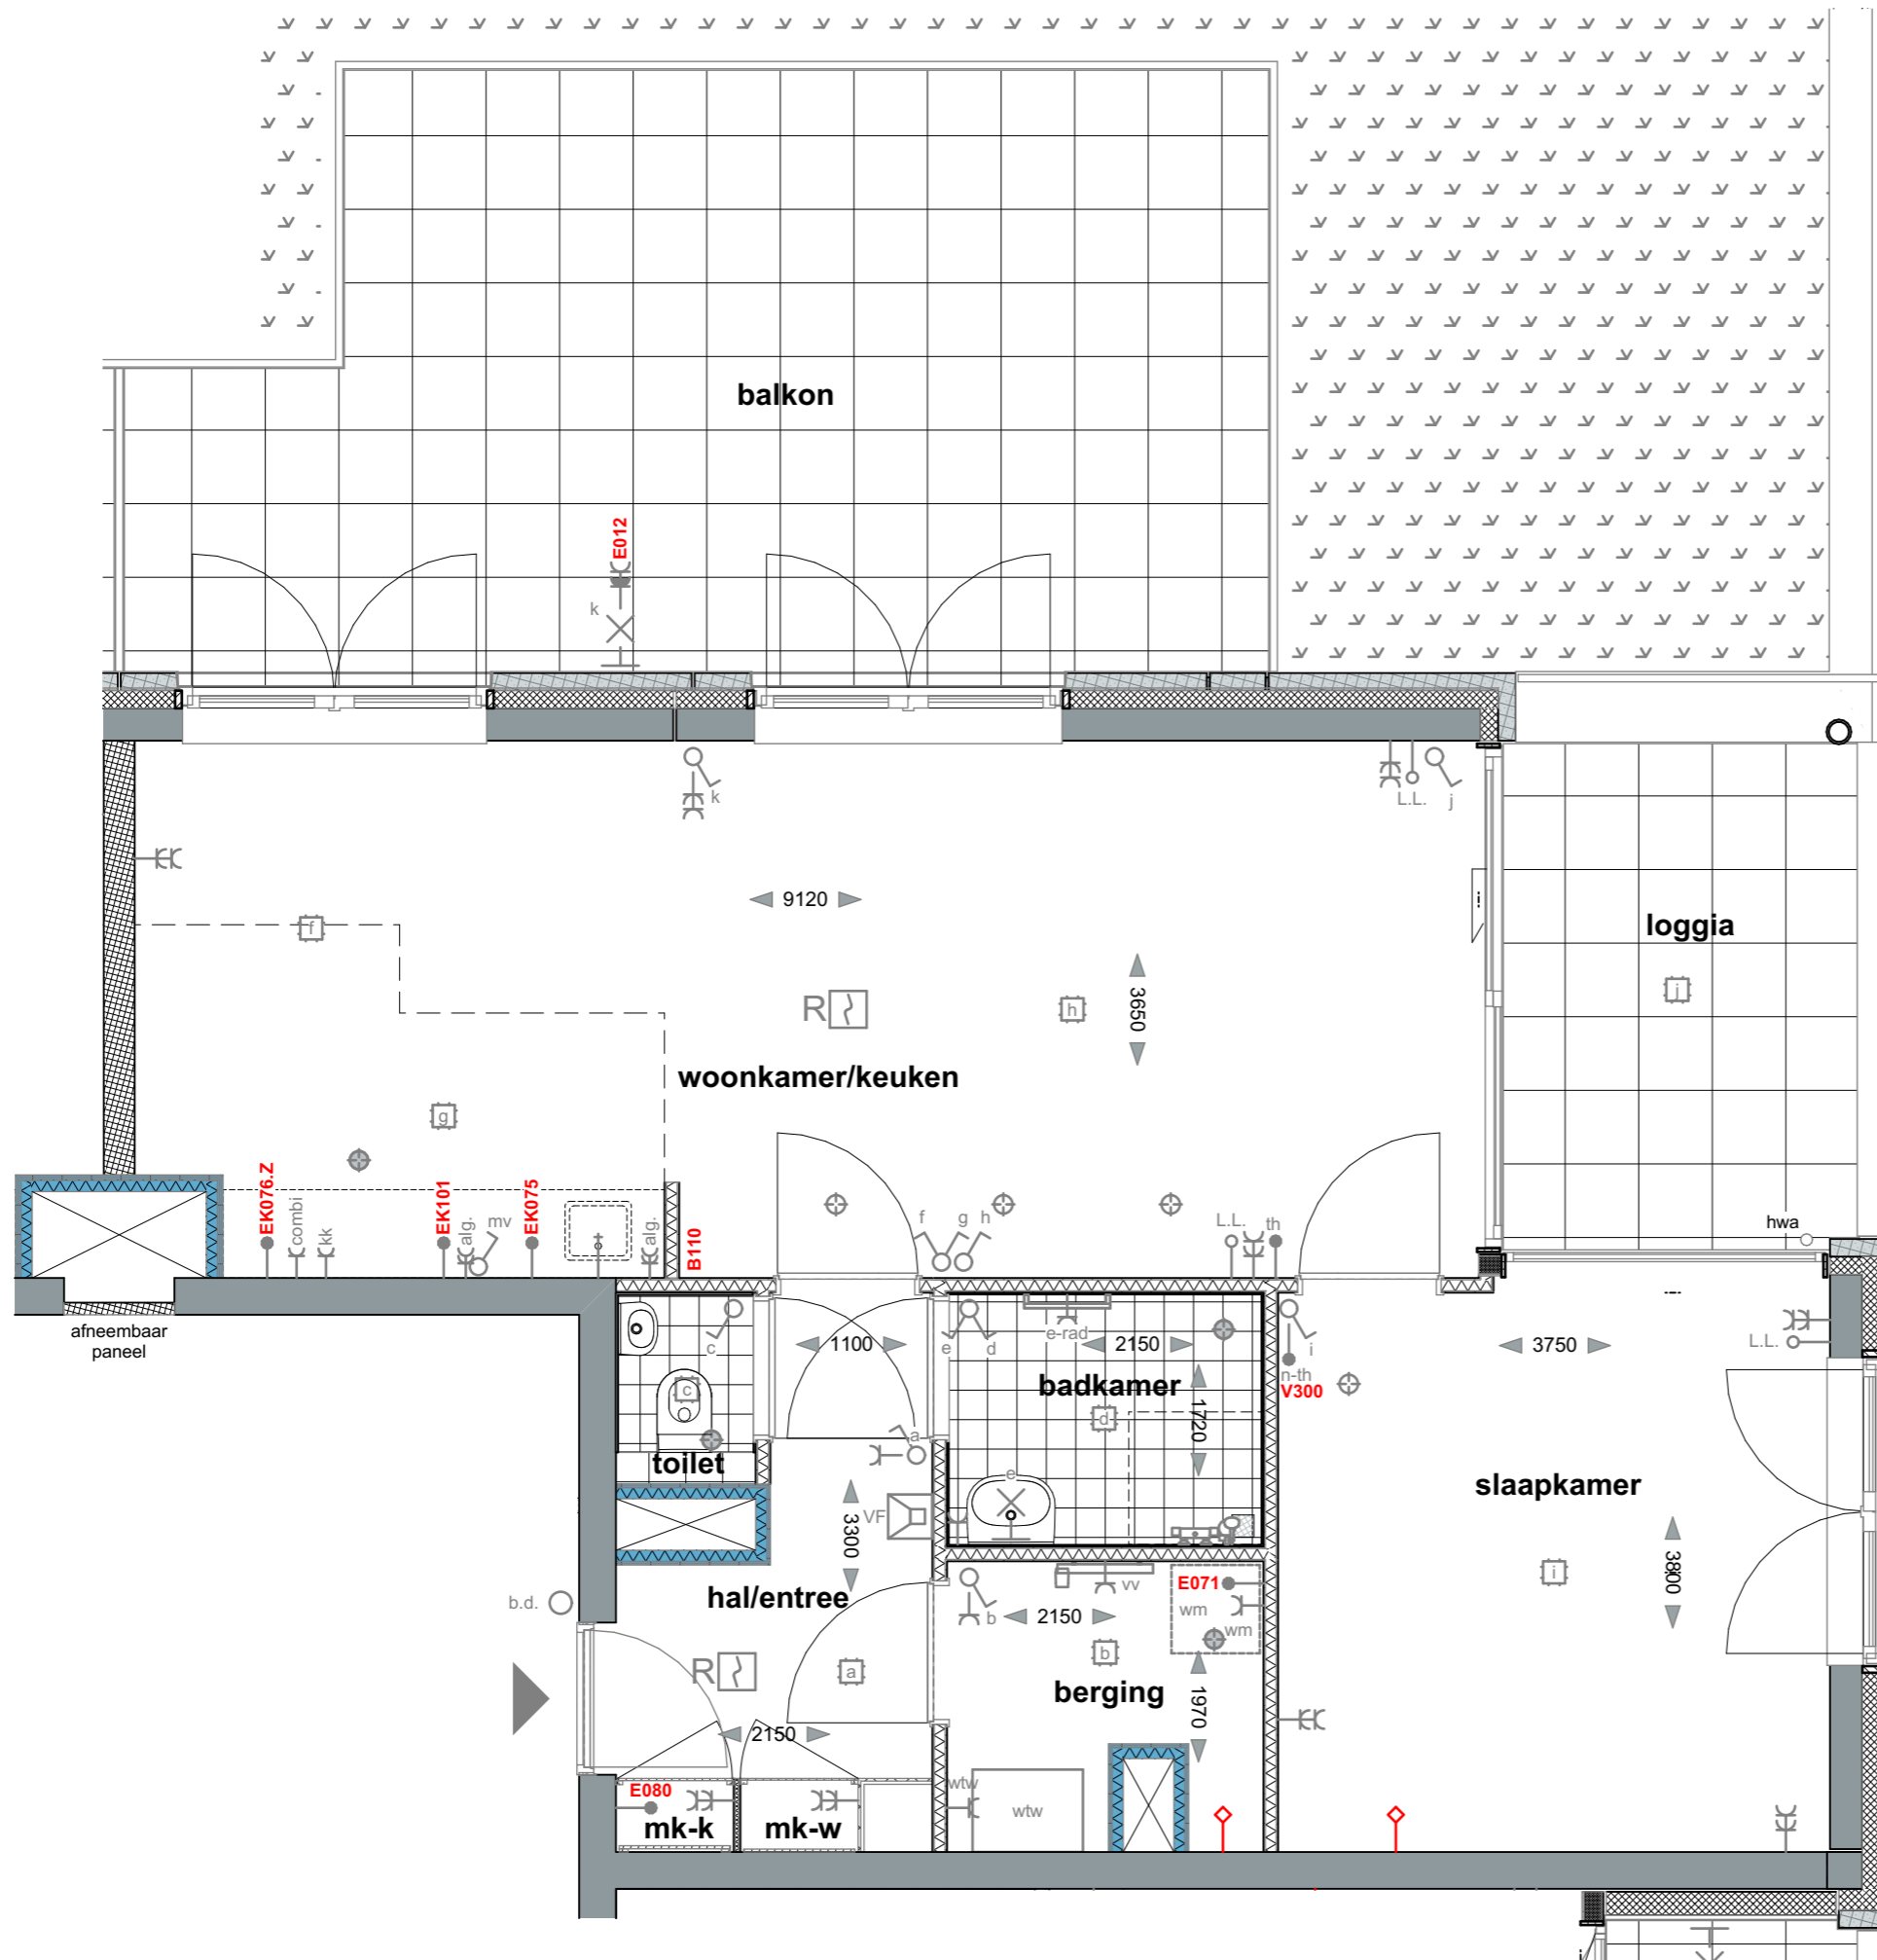 balkon
E012
k
k
L.L.
j
9120
f
loggia
j
R
h
3650
woonkamer/keuken
g
EK076.Z
combi
kk
EK101
alg.
mv
EK075
alg.
B110
f
g
h
L.L.
th
hwa
afneembaar
paneel
c
1100
e
d
e-rad
2150
i
n-th
V300
3750
L.L.
c
badkamer
d
1720
a
toilet
e
slaapkamer
VF
3300
i
b.d.
hal/entree
b
vv
2150
E071
wm
wm
b
R
a
berging
1970
2150
E080
wtw
wtw
mk-k
mk-w